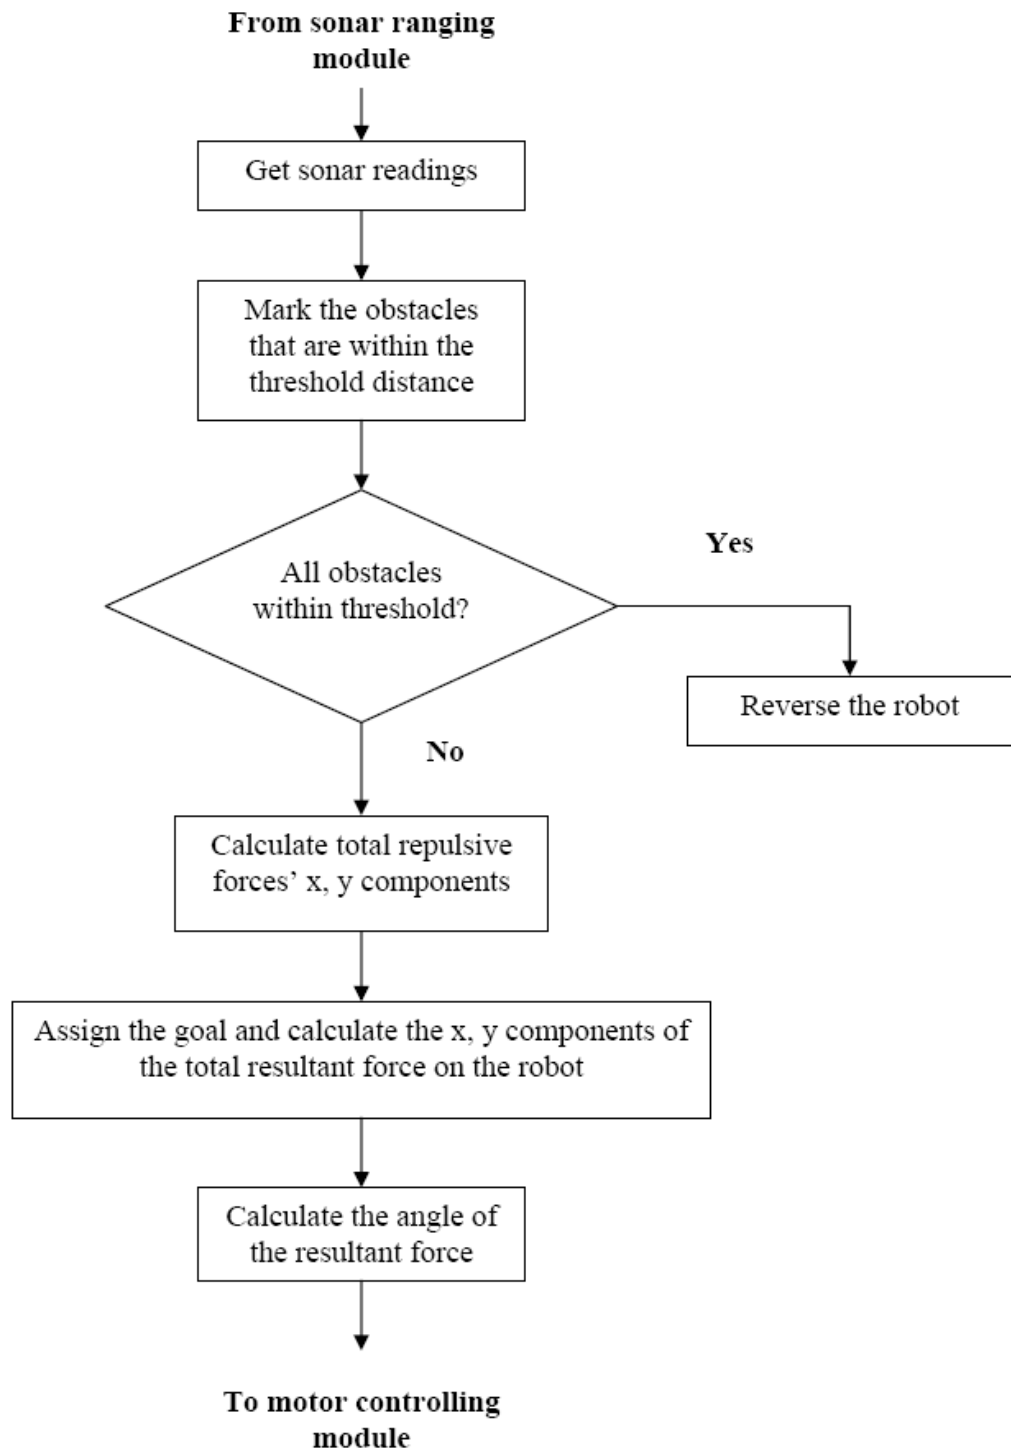 From sonar ranging
module
Get sonar readings
Mark the obstacles
that are within the
threshold distance
All obstacles
within threshold?
Yes
Reverse the robot
No
Calculate total repulsive
forces’ x, y components
Assign the goal and calculate the x, y components of
the total resultant force on the robot
Calculate the angle of
the resultant force
To motor controlling
module